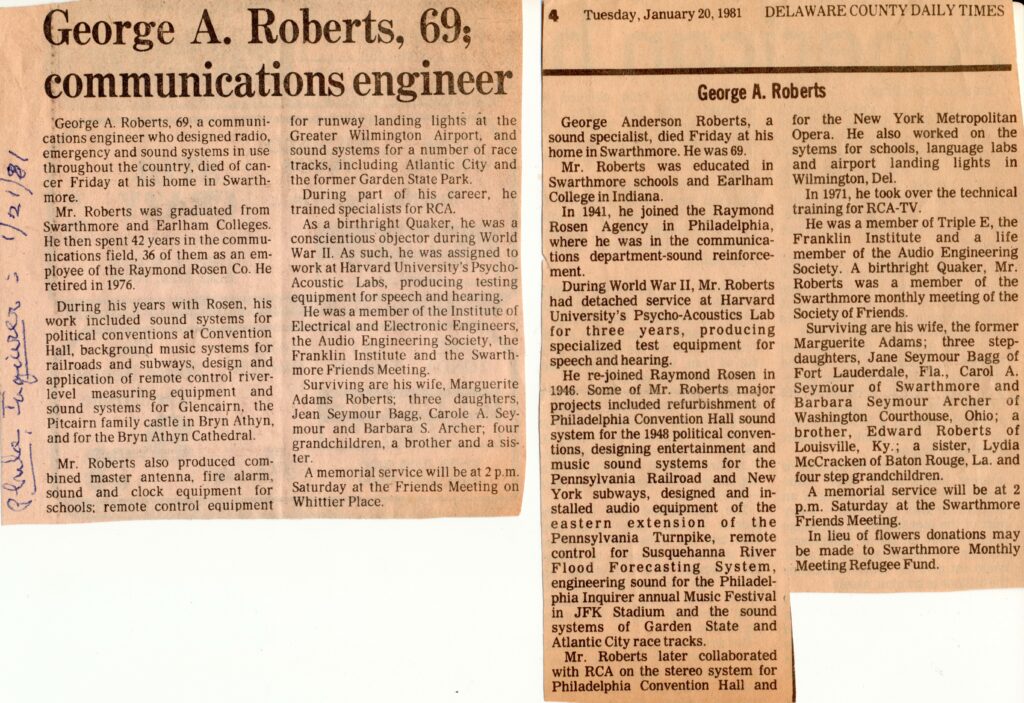 George A. Roberts, 69;
communications engineer
George A. Roberts, 69, a communi-
cations engineer who designed radio,
emergency and sound systems in use
throughout the country, died of can-
cer Friday at his home in Swarth-
more.
Mr. Roberts was graduated from
Swarthmore and Earlham Colleges.
He then spent 42 years in the commu-
nications field, 36 of them as an em-
ployee of the Raymond Rosen Co. He
retired in 1976.
During his years with Rosen, his
work included sound systems for
political conventions at Convention
Hall, background music systems for
railroads and subways, design and
application of remote control river-
level measuring equipment and
sound systems for Glencairn, the
Pitcairn family castle in Bryn Athyn,
and for the Bryn Athyn Cathedral.
Mr. Roberts also produced com-
bined master antenna, fire alarm,
sound and clock equipment for
schools; remote control equipment
for runway landing lights at the
Greater Wilmington Airport, and
sound systems for a number of race
tracks, including Atlantic City and
the former Garden State Park.
During part of his career, he
trained specialists for RCA.
As a birthright Quaker, he was a
conscientious objector during World
War II. As such, he was assigned to
work at Harvard University's Psycho-
Acoustic Labs, producing testing
equipment for speech and hearing.
He was a member of the Institute of
Electrical and Electronic Engineers,
the Audio Engineering Society, the
Franklin Institute and the Swarth-
more Friends Meeting.
Surviving are his wife, Marguerite
Adams Roberts; three daughters,
Jean Seymour Bagg, Carole A. Sey-
mour and Barbara S. Archer; four
grandchildren, a brother and a sis-
ter.
A memorial service will be at 2 p.m.
Saturday at the Friends Meeting on
Whittier Place.
Phila. Inquirer - 1/21/81
4 Tuesday, January 20, 1981 DELAWARE COUNTY DAILY TIMES
George A. Roberts
George Anderson Roberts, a
sound specialist, died Friday at his
home in Swarthmore. He was 69.
Mr. Roberts was educated in
Swarthmore schools and Earlham
College in Indiana.
In 1941, he joined the Raymond
Rosen Agency in Philadelphia,
where he was in the communica-
tions department-sound reinforce-
ment.
During World War II, Mr. Roberts
had detached service at Harvard
University's Psycho-Acoustics Lab
for three years, producing
specialized test equipment for
speech and hearing.
He re-joined Raymond Rosen in
1946. Some of Mr. Roberts major
projects included refurbishment of
Philadelphia Convention Hall sound
system for the 1948 political conven-
tions, designing entertainment and
music sound systems for the
Pennsylvania Railroad and New
York subways, designed and in-
stalled audio equipment of the
eastern extension of the
Pennsylvania Turnpike, remote
control for Susquehanna River
Flood Forecasting System,
engineering sound for the Philadel-
phia Inquirer annual Music Festival
in JFK Stadium and the sound
systems of Garden State and
Atlantic City race tracks.
Mr. Roberts later collaborated
with RCA on the stereo system for
Philadelphia Convention Hall and
for the New York Metropolitan
Opera. He also worked on the
sytems for schools, language labs
and airport landing lights in
Wilmington, Del.
In 1971, he took over the technical
training for RCA-TV.
He was a member of Triple E, the
Franklin Institute and a life
member of the Audio Engineering
Society. A birthright Quaker, Mr.
Roberts was a member of the
Swarthmore monthly meeting of the
Society of Friends.
Surviving are his wife, the former
Marguerite Adams; three step-
daughters, Jane Seymour Bagg of
Fort Lauderdale, Fla., Carol A.
Seymour of Swarthmore and
Barbara Seymour Archer of
Washington Courthouse, Ohio; a
brother, Edward Roberts of
Louisville, Ky.; a sister, Lydia
McCracken of Baton Rouge, La. and
four step grandchildren.
A memorial service will be at 2
p.m. Saturday at the Swarthmore
Friends Meeting.
In lieu of flowers donations may
be made to Swarthmore Monthly
Meeting Refugee Fund.